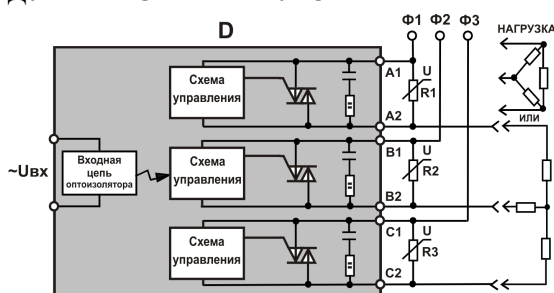 D
Ф1 Ф2 Ф3
НАГРУЗКА
ИЛИ
~Uвх
Входная
цепь
оптоизолятора
Схема
управления
A1
U
R1
A2
Схема
управления
B1
U
R2
B2
Схема
управления
C1
U
R3
C2